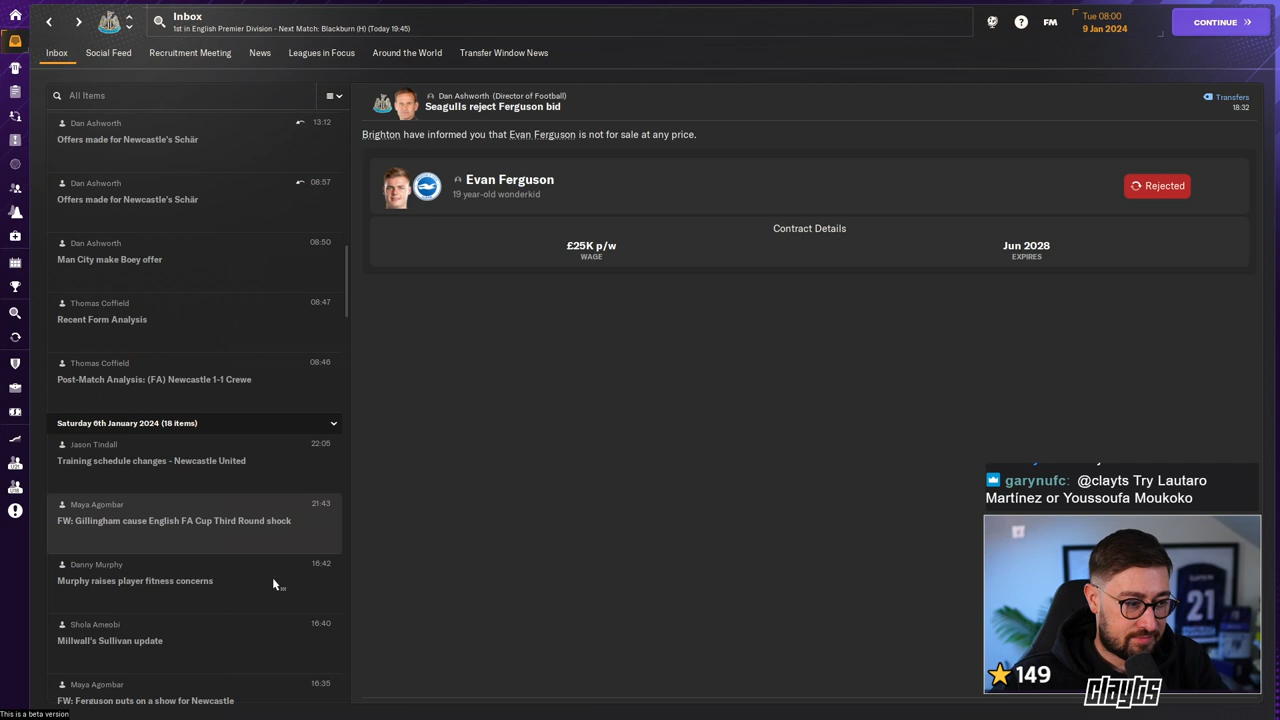 Inbox
1st in English Premier Division - Next Match: Blackburn (H) (Today 19:45)
FM
Tue 08:00
9 Jan 2024
CONTINUE
Inbox
Social Feed
Recruitment Meeting
News
Leagues in Focus
Around the World
Transfer Window News
All Items
Dan Ashworth
13:12
Offers made for Newcastle's Schär
Dan Ashworth
08:57
Offers made for Newcastle's Schär
Dan Ashworth
08:50
Man City make Boey offer
Thomas Coffield
08:47
Recent Form Analysis
Thomas Coffield
08:46
Post-Match Analysis: (FA) Newcastle 1-1 Crewe
Saturday 6th January 2024 (18 items)
Jason Tindall
22:05
Training schedule changes - Newcastle United
Maya Agombar
21:43
FW: Gillingham cause English FA Cup Third Round shock
Danny Murphy
16:42
Murphy raises player fitness concerns
Shola Ameobi
16:40
Millwall's Sullivan update
Maya Agombar
16:35
FW: Ferguson puts on a show for Newcastle
Dan Ashworth (Director of Football)
Seagulls reject Ferguson bid
Transfers
18:32
Brighton have informed you that Evan Ferguson is not for sale at any price.
Evan Ferguson
19 year-old wonderkid
Rejected
Contract Details
£25K p/w
WAGE
Jun 2028
EXPIRES
garynufc: @clayts Try Lautaro
Martínez or Youssoufa Moukoko
21
149
clayts
This is a beta version